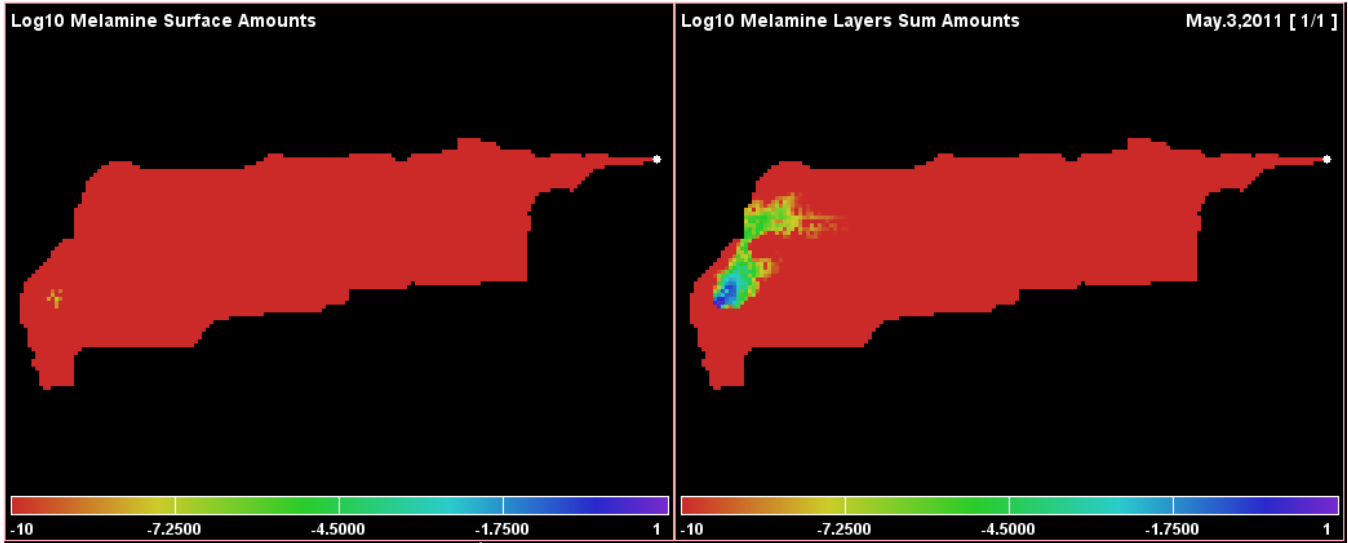 Log10 Melamine Surface Amounts
Log10 Melamine Layers Sum Amounts May.3,2011 [ 1/1 ]
-10 -7.2500 -4.5000 -1.7500 1
-10 -7.2500 -4.5000 -1.7500 1